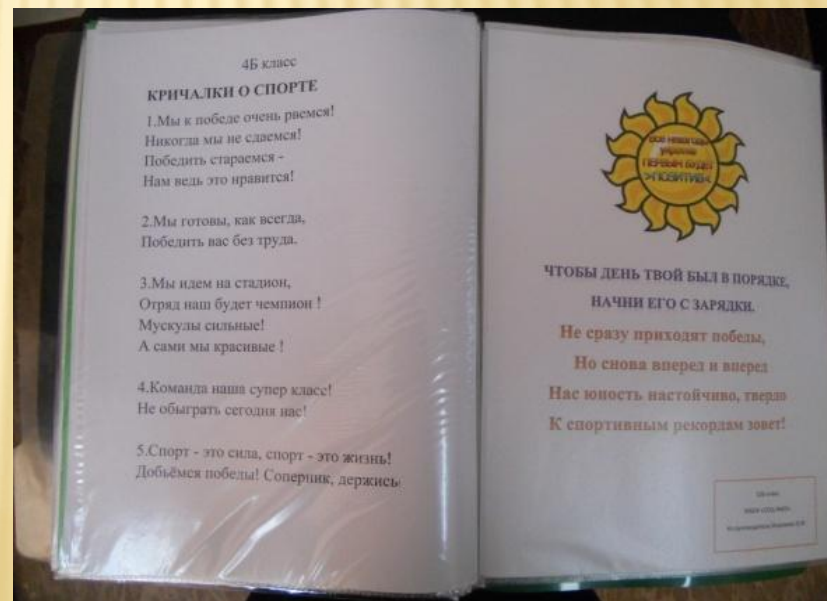 4Б класс
КРИЧАЛКИ О СПОРТЕ
1.Мы к победе очень рвемся!
Никогда мы не сдаемся!
Победить стараемся -
Нам ведь это нравится!
2.Мы готовы, как всегда,
Победить вас без труда.
3.Мы идем на стадион,
Отряд наш будет чемпион !
Мускулы сильные!
А сами мы красивые !
4.Команда наша супер класс!
Не обыграть сегодня нас!
5.Спорт - это сила, спорт - это жизнь!
Добьёмся победы! Соперник, держись!
ПЕРВЫМ БУДЕТ
>ПОЗИТИВ<
ЧТОБЫ ДЕНЬ ТВОЙ БЫЛ В ПОРЯДКЕ,
НАЧНИ ЕГО С ЗАРЯДКИ.
Не сразу приходят победы,
Но снова вперед и вперед
Нас юность настойчиво, твердо
К спортивным рекордам зовет!